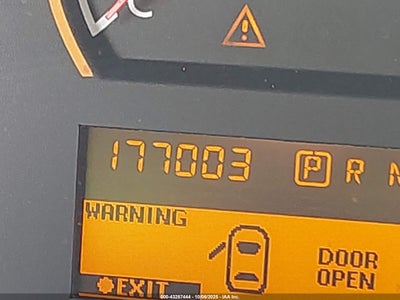 C
177003 P R N
WARNING
DOOR
OPEN
EXIT
000-43287444 - 10/06/2025 - IAA Inc.